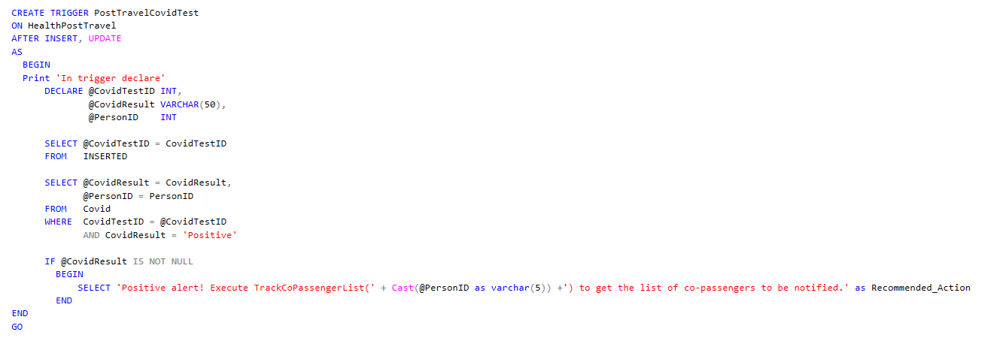 CREATE TRIGGER PostTravelCovidTest
ON HealthPostTravel
AFTER INSERT, UPDATE
AS
BEGIN
Print 'In trigger declare'
DECLARE @CovidTestID INT,
@CovidResult VARCHAR(50),
@PersonID INT
SELECT @CovidTestID = CovidTestID
FROM INSERTED
SELECT @CovidResult = CovidResult,
@PersonID = PersonID
FROM Covid
WHERE CovidTestID = @CovidTestID
AND CovidResult = 'Positive'
IF @CovidResult IS NOT NULL
BEGIN
SELECT 'Positive alert! Execute TrackCoPassengerList(' + Cast(@PersonID as varchar(5)) +') to get the list of co-passengers to be notified.' as Recommended_Action
END
END
GO